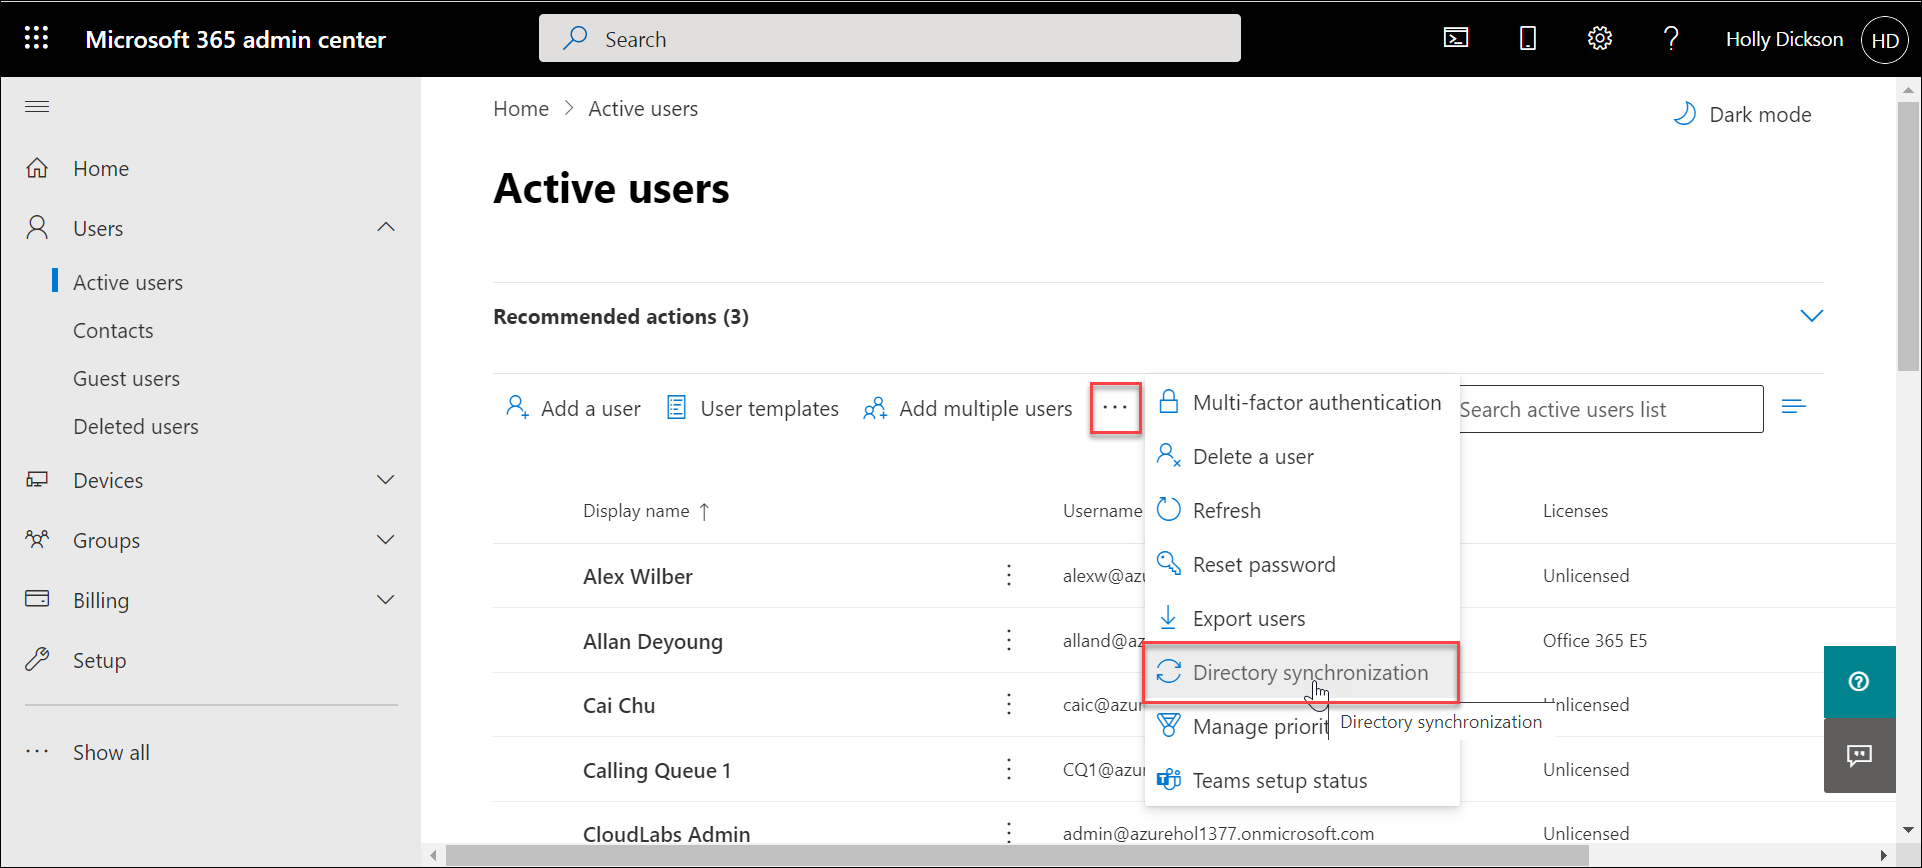 Microsoft 365 admin center
Search
Holly Dickson
HD
Home > Active users
Dark mode
Home
Users
Active users
Contacts
Guest users
Deleted users
Devices
Groups
Billing
Setup
Show all
Active users
Recommended actions (3)
Add a user
User templates
Add multiple users
Search active users list
Multi-factor authentication
Delete a user
Refresh
Reset password
Export users
Directory synchronization
Manage priorit
Directory synchronization
Teams setup status
Display name ↑
Username
Licenses
Alex Wilber
alexw@azu
Unlicensed
Allan Deyoung
alland@az
Office 365 E5
Cai Chu
caic@azur
nlicensed
Calling Queue 1
CQ1@azur
Unlicensed
CloudLabs Admin
admin@azurehol1377.onmicrosoft.com
Unlicensed